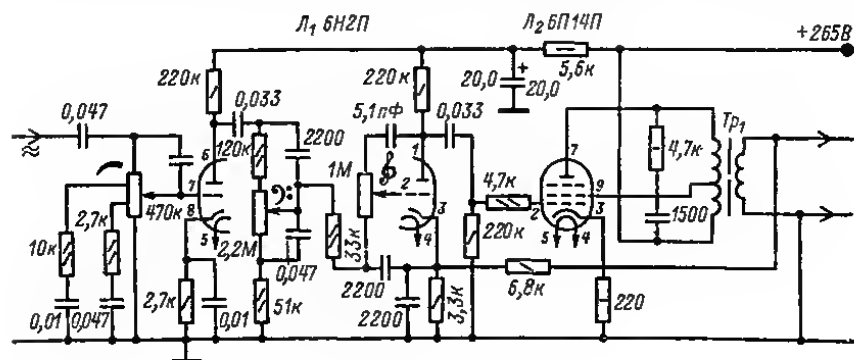 Л₁ 6Н2П
Л₂ 6П14П
+265В
220к
220к
20,0
20,0
5,6к
0,047
0,033
5,1пФ
0,033
Тр₁
120к
2200
6
7
8
5
1М
1
2
3
4
4,7к
7
9
2
3
5
4
4,7к
1500
470к
2,7к
10к
2,2М
0,047
33к
220к
2200
6,8к
0,01
0,047
2,7к
0,01
51к
2200
3,3к
220